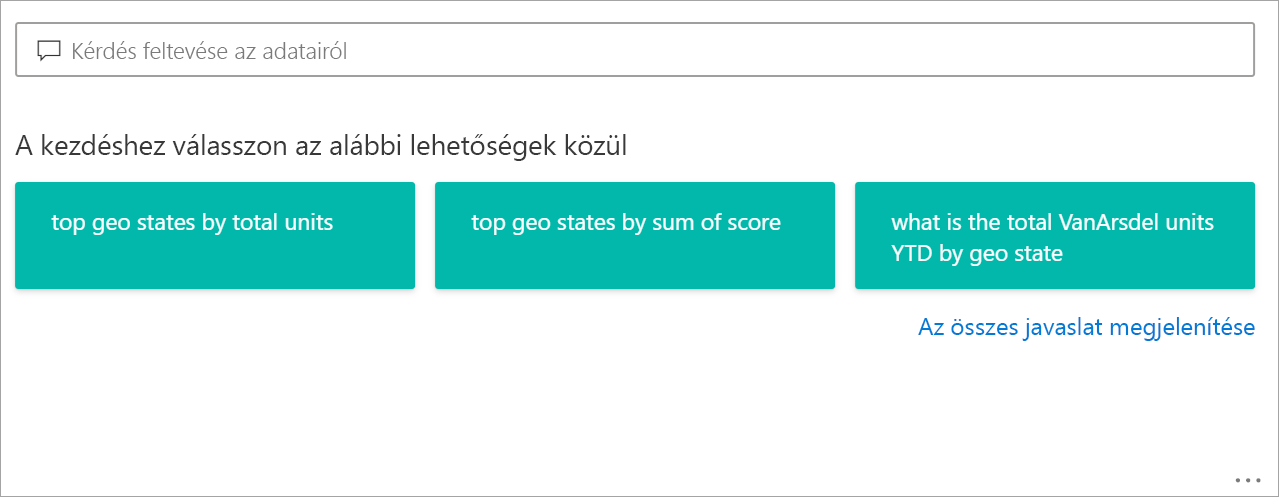 Kérdés feltevése az adatairól
A kezdéshez válasszon az alábbi lehetőségek közül
top geo states by total units
top geo states by sum of score
what is the total VanArsdel units
YTD by geo state
Az összes javaslat megjelenítése